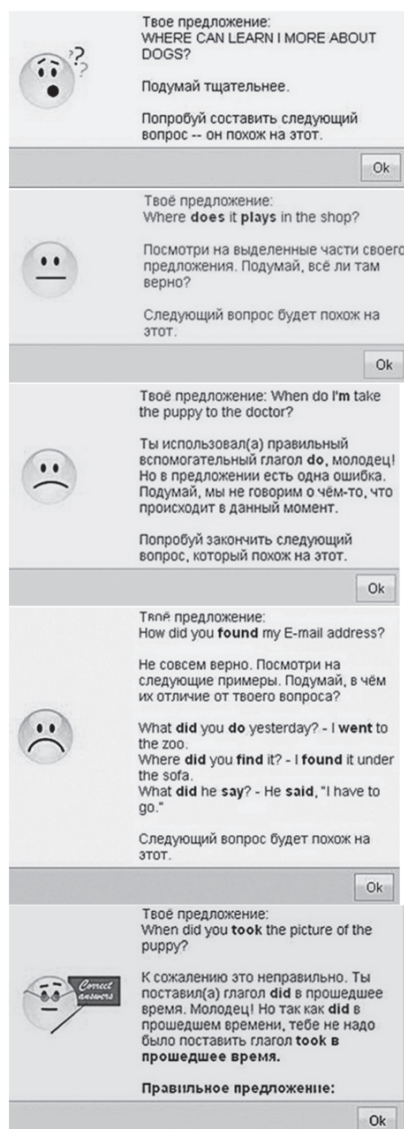 Твое предложение:
WHERE CAN LEARN I MORE ABOUT
DOGS?
Подумай тщательнее.
Попробуй составить следующий
вопрос -- он похож на этот.
Ok
Твоё предложение:
Where does it plays in the shop?
Посмотри на выделенные части своего
предложения. Подумай, всё ли там
верно?
Следующий вопрос будет похож на
этот.
Ok
Твоё предложение: When do I'm take
the puppy to the doctor?
Ты использовал(а) правильный
вспомогательный глагол do, молодец!
Но в предложении есть одна ошибка.
Подумай, мы не говорим о чём-то, что
происходит в данный момент.
Попробуй закончить следующий
вопрос, который похож на этот.
Ok
Твоё предложение:
How did you found my E-mail address?
Не совсем верно. Посмотри на
следующие примеры. Подумай, в чём
их отличие от твоего вопроса?
What did you do yesterday? - I went to
the zoo.
Where did you find it? - I found it under
the sofa.
What did he say? - He said, "I have to
go."
Следующий вопрос будет похож на
этот.
Ok
Твоё предложение:
When did you took the picture of the
puppy?
Correct
answers
К сожалению это неправильно. Ты
поставил(а) глагол did в прошедшее
время. Молодец! Но так как did в
прошедшем времени, тебе не надо
было поставить глагол took в
прошедшее время.
Правильное предложение:
Ok